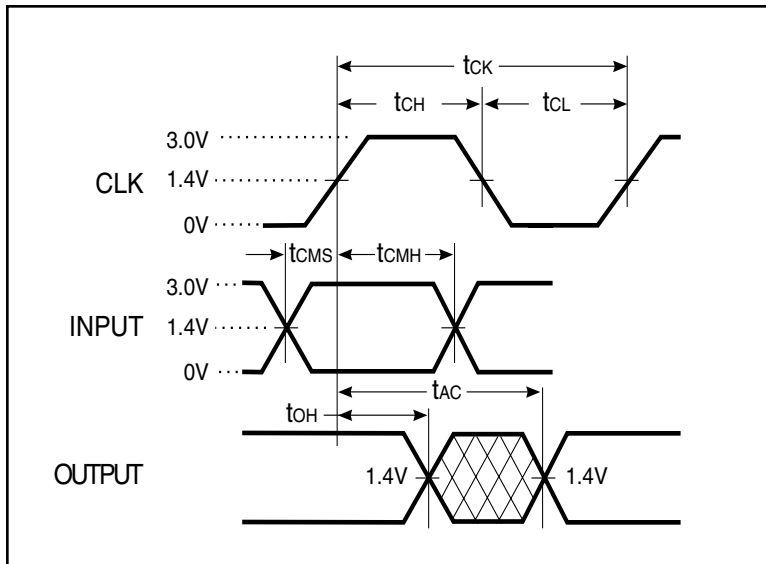 tCK
tCH tCL
3.0V
CLK 1.4V
0V
tCMS tCMH
3.0V
INPUT 1.4V
0V
tAC
tOH
OUTPUT 1.4V 1.4V